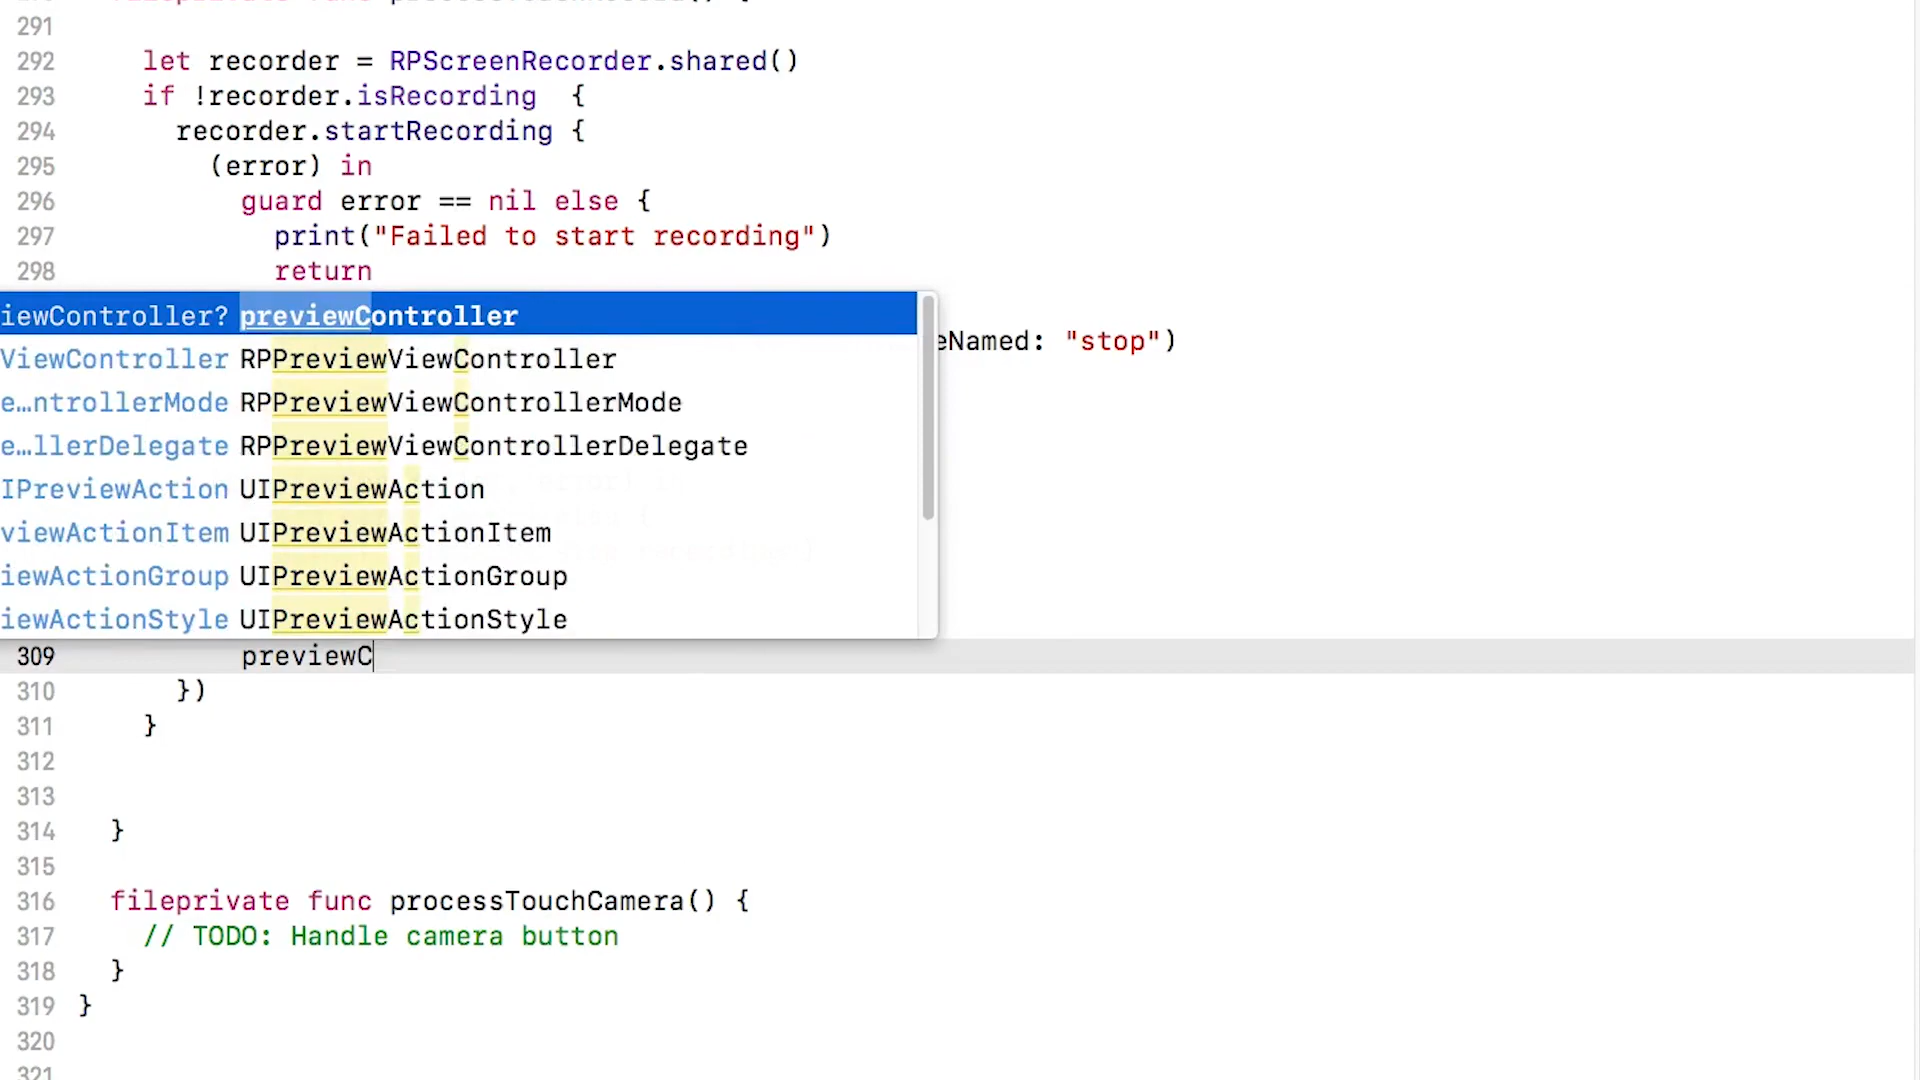 291
292 let recorder = RPScreenRecorder.shared()
293 if !recorder.isRecording  {
294 recorder.startRecording {
295 (error) in
296 guard error == nil else {
297 print("Failed to start recording")
298 return
iewController? previewController
eNamed: "stop")
ViewController RPPreviewViewController
e…ntrollerMode RPPreviewViewControllerMode
e…llerDelegate RPPreviewViewControllerDelegate
IPreviewAction UIPreviewAction
viewActionItem UIPreviewActionItem
iewActionGroup UIPreviewActionGroup
iewActionStyle UIPreviewActionStyle
309 previewC
310 })
311 }
312
313
314 }
315
316 fileprivate func processTouchCamera() {
317 // TODO: Handle camera button
318 }
319 }
320
321